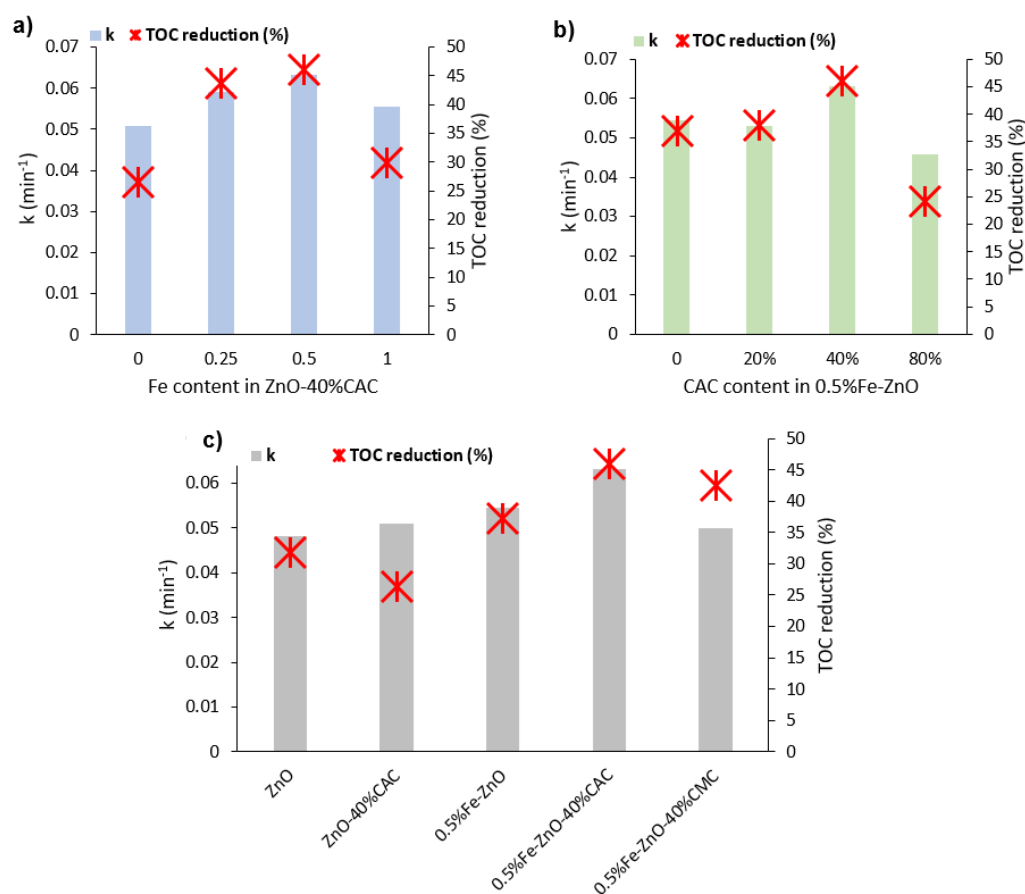 a)
k TOC reduction (%)
0.07
0.06
0.05
0.04
0.03
0.02
0.01
0
k (min-1)
50
45
40
35
30
25
20
15
10
5
0
TOC reduction (%)
0 0.25 0.5 1
Fe content in ZnO-40%CAC
b)
k TOC reduction (%)
0.07
0.06
0.05
0.04
0.03
0.02
0.01
0
k (min-1)
50
45
40
35
30
25
20
15
10
5
0
TOC reduction (%)
0 20% 40% 80%
CAC content in 0.5%Fe-ZnO
c)
k TOC reduction (%)
0.06
0.05
0.04
0.03
0.02
0.01
0
k (min-1)
50
45
40
35
30
25
20
15
10
5
0
TOC reduction (%)
ZnO
ZnO-40%CAC
0.5%Fe-ZnO
0.5%Fe-ZnO-40%CAC
0.5%Fe-ZnO-40%CMC